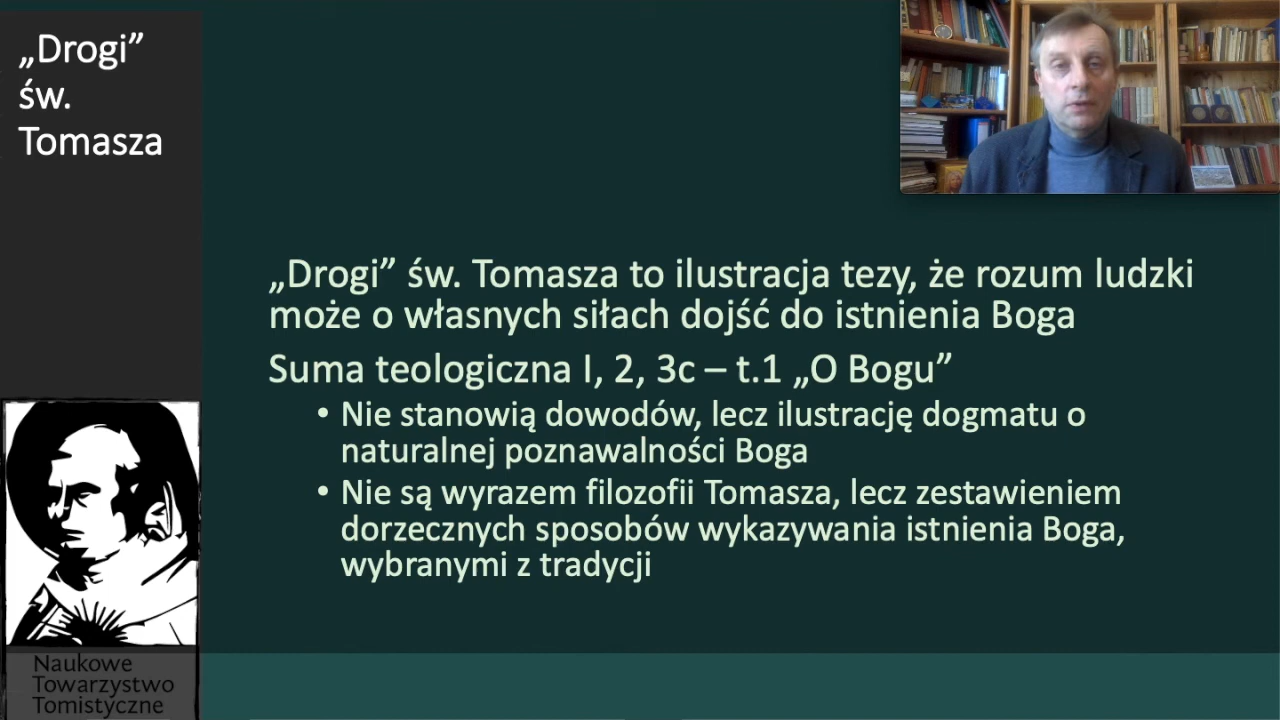 „Drogi”
św.
Tomasza
„Drogi” św. Tomasza to ilustracja tezy, że rozum ludzki
może o własnych siłach dojść do istnienia Boga
Suma teologiczna I, 2, 3c – t.1 „O Bogu”
• Nie stanowią dowodów, lecz ilustrację dogmatu o
naturalnej poznawalności Boga
• Nie są wyrazem filozofii Tomasza, lecz zestawieniem
dorzecznych sposobów wykazywania istnienia Boga,
wybranymi z tradycji
Naukowe
Towarzystwo
Tomistyczne